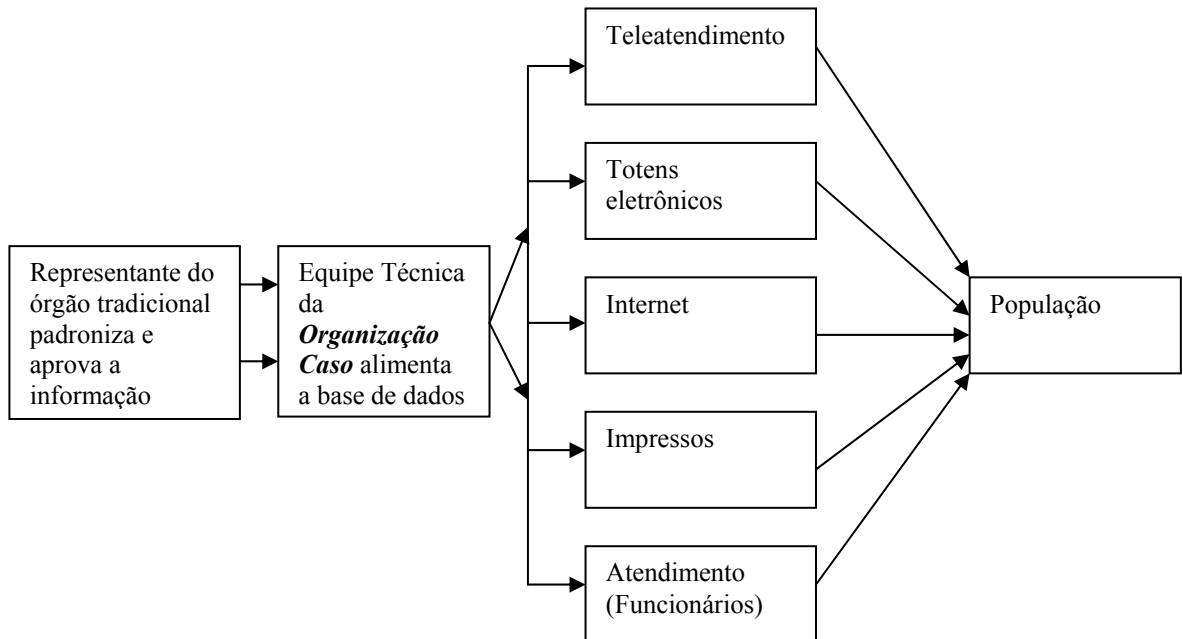 Representante do
órgão tradicional
padroniza e
aprova a
informação
Equipe Técnica
da
Organização
Caso alimenta
a base de dados
Teleatendimento
Totens
eletrônicos
Internet
Impressos
Atendimento
(Funcionários)
População